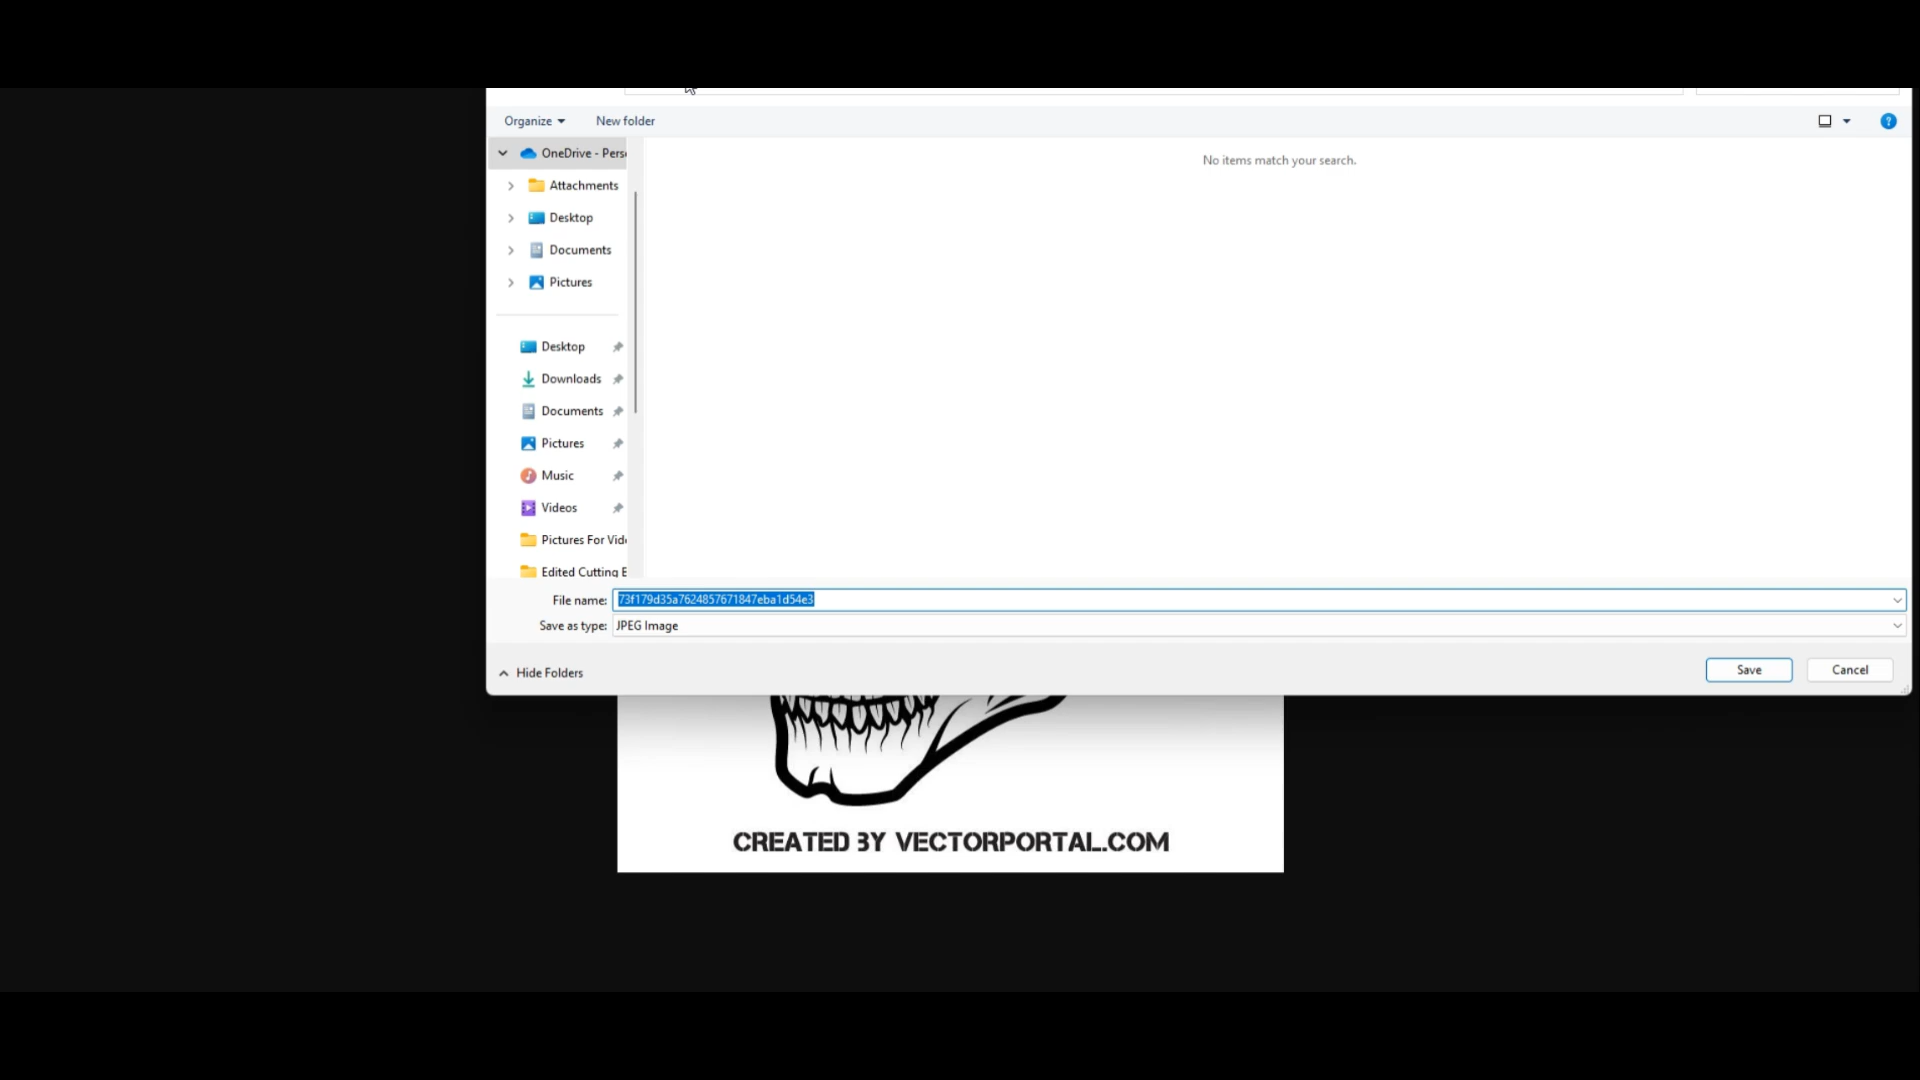 Organize
New folder
?
OneDrive - Pers
No items match your search.
Attachments
Desktop
Documents
Pictures
Desktop
Downloads
Documents
Pictures
Music
Videos
Pictures For Vid
Edited Cutting E
File name: 73f179d35a7624857671847eba1d54e3
Save as type: JPEG Image
Hide Folders
Save
Cancel
CREATED BY VECTORPORTAL.COM